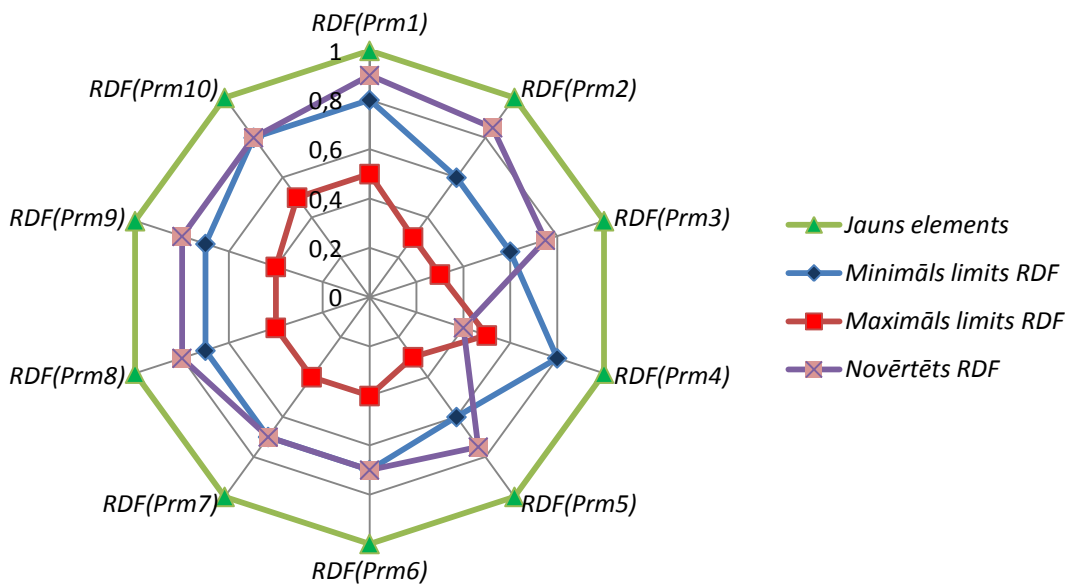 RDF(Prm1)
RDF(Prm2)
RDF(Prm3)
RDF(Prm4)
RDF(Prm5)
RDF(Prm6)
RDF(Prm7)
RDF(Prm8)
RDF(Prm9)
RDF(Prm10)
1
0,8
0,6
0,4
0,2
0
Jauns elements
Minimāls limits RDF
Maximāls limits RDF
Novērtēts RDF